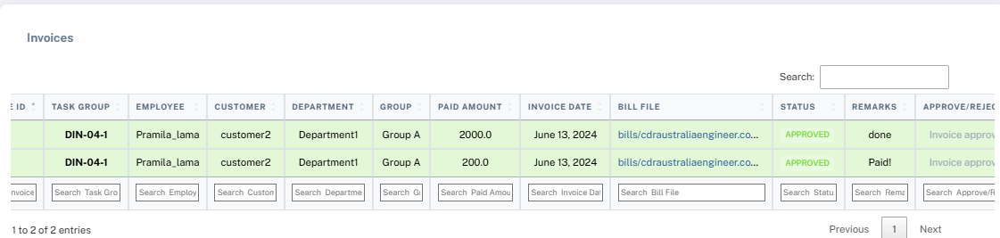 Invoices
Search:
E ID TASK GROUP EMPLOYEE CUSTOMER DEPARTMENT GROUP PAID AMOUNT INVOICE DATE BILL FILE STATUS REMARKS APPROVE/REJEC
DIN-04-1 Pramila_lama customer2 Department1 Group A 2000.0 June 13, 2024 bills/cdraustraliaengineer.co... APPROVED done Invoice approv
DIN-04-1 Pramila_lama customer2 Department1 Group A 200.0 June 13, 2024 bills/cdraustraliaengineer.co... APPROVED Paid! Invoice approv
nvoice Search Task Gro Search Employ Search Custon Search Departme Search G Search Paid Amou Search Invoice Dat Search Bill File Search Statu Search Rema Search Approve/R
1 to 2 of 2 entries Previous 1 Next